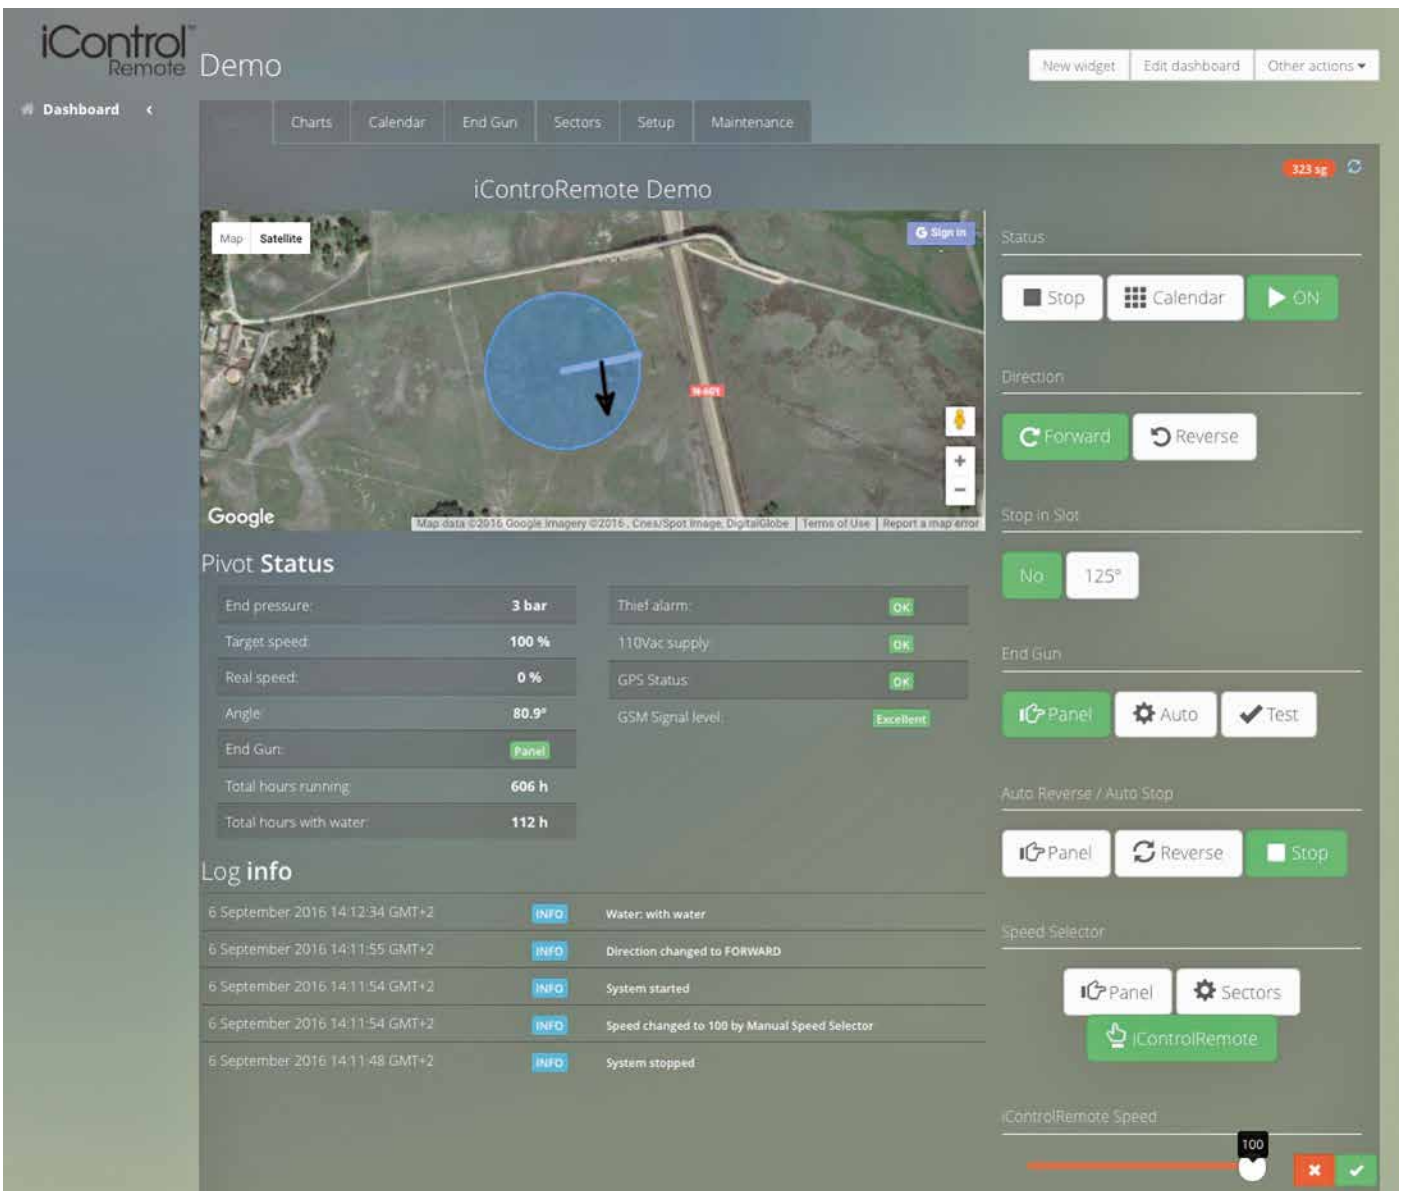 iControl™
Remote
Demo
New widget
Edit dashboard
Other actions
Dashboard
Charts
Calendar
End Gun
Sectors
Setup
Maintenance
323 sg
iControRemote Demo
Map
Satellite
G Sign in
N-601
+
−
Google
Map data ©2016 Google Imagery ©2016 , Cnes/Spot Image, DigitalGlobe
Terms of Use
Report a map error
Pivot Status
End pressure: 3 bar
Target speed: 100 %
Real speed: 0 %
Angle: 80.9°
End Gun: Panel
Total hours running: 606 h
Total hours with water: 112 h
Thief alarm: OK
110Vac supply: OK
GPS Status: OK
GSM Signal level: Excellent
Log info
6 September 2016 14:12:34 GMT+2 INFO Water: with water
6 September 2016 14:11:55 GMT+2 INFO Direction changed to FORWARD
6 September 2016 14:11:54 GMT+2 INFO System started
6 September 2016 14:11:54 GMT+2 INFO Speed changed to 100 by Manual Speed Selector
6 September 2016 14:11:48 GMT+2 INFO System stopped
Status
Stop
Calendar
ON
Direction
Forward
Reverse
Stop in Slot
No
125°
End Gun
Panel
Auto
Test
Auto Reverse / Auto Stop
Panel
Reverse
Stop
Speed Selector
Panel
Sectors
iControlRemote
iControlRemote Speed
100